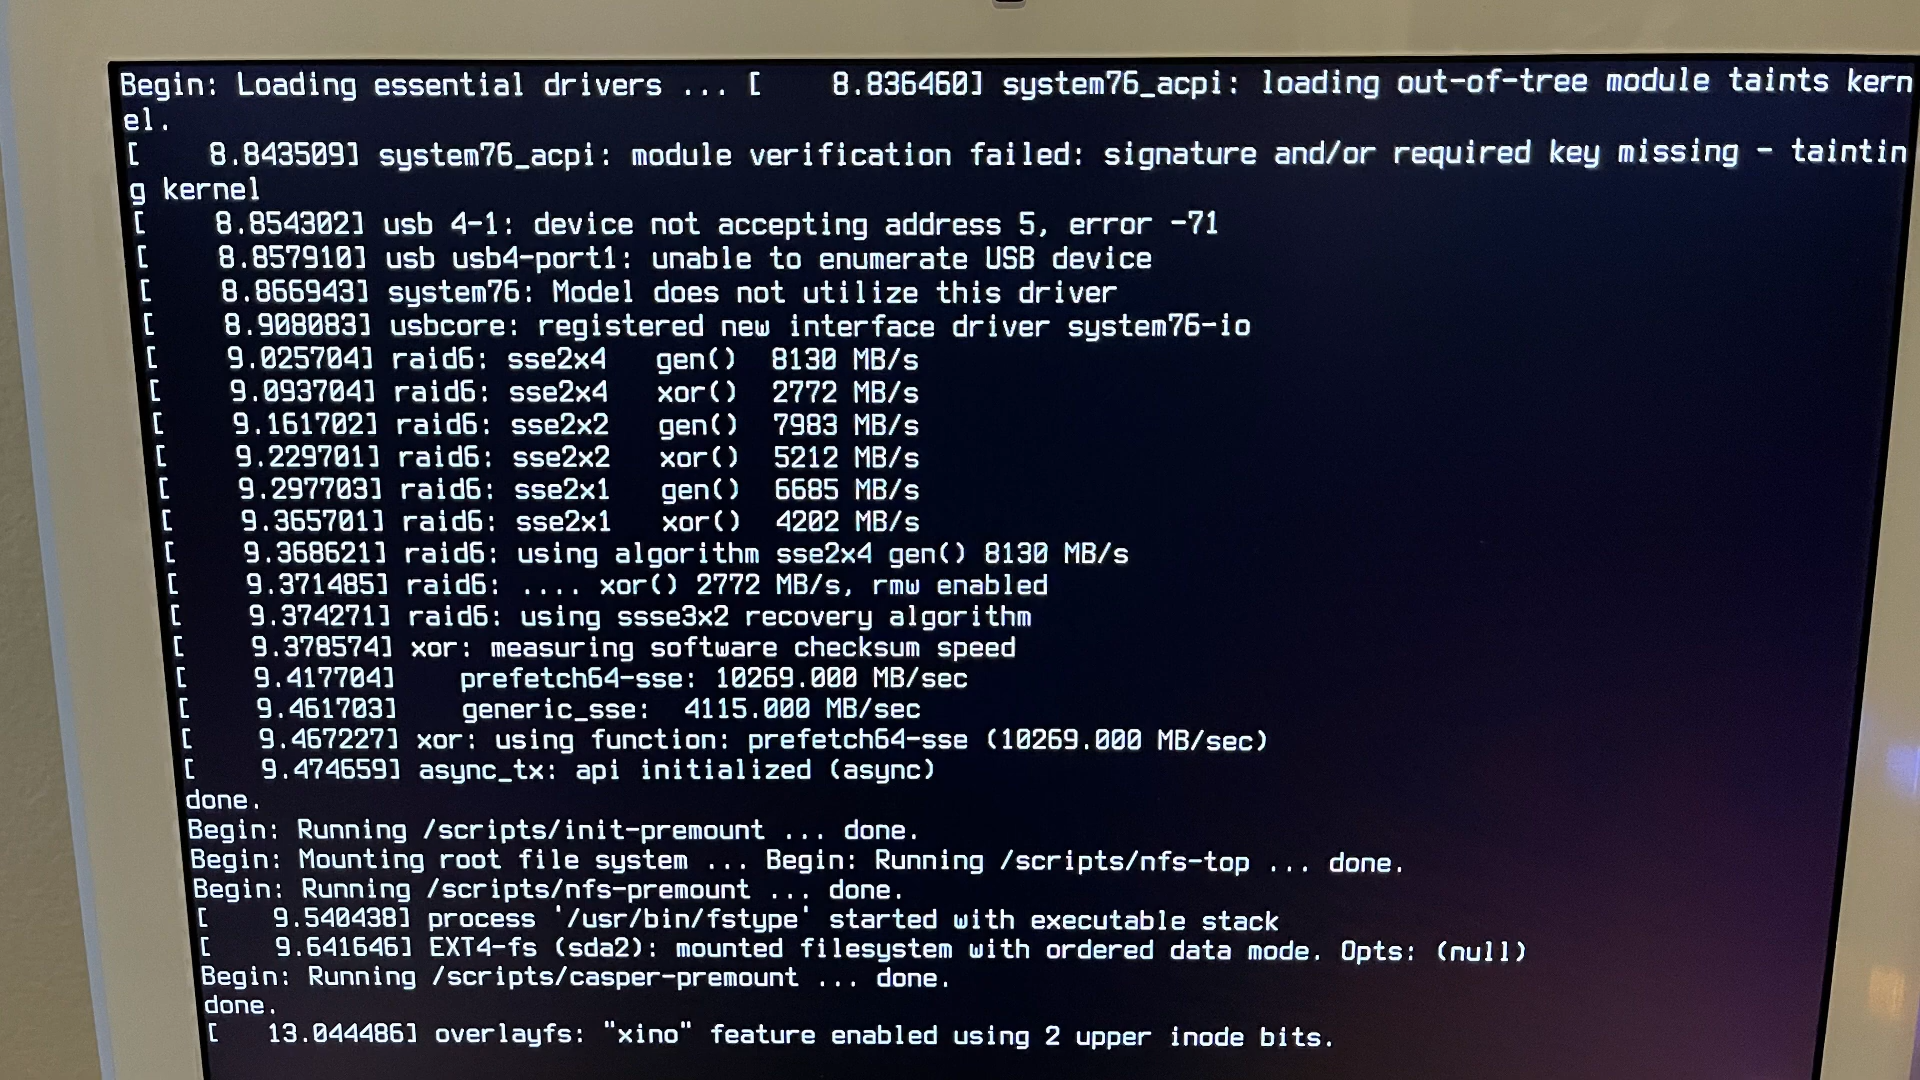 Begin: Loading essential drivers ... [    8.836460] system76_acpi: loading out-of-tree module taints kern
el.
[    8.843509] system76_acpi: module verification failed: signature and/or required key missing - taintin
g kernel
[    8.854302] usb 4-1: device not accepting address 5, error -71
[    8.857910] usb usb4-port1: unable to enumerate USB device
[    8.866943] system76: Model does not utilize this driver
[    8.908083] usbcore: registered new interface driver system76-io
[    9.025704] raid6: sse2x4   gen()  8130 MB/s
[    9.093704] raid6: sse2x4   xor()  2772 MB/s
[    9.161702] raid6: sse2x2   gen()  7983 MB/s
[    9.229701] raid6: sse2x2   xor()  5212 MB/s
[    9.297703] raid6: sse2x1   gen()  6685 MB/s
[    9.365701] raid6: sse2x1   xor()  4202 MB/s
[    9.368621] raid6: using algorithm sse2x4 gen() 8130 MB/s
[    9.371485] raid6: .... xor() 2772 MB/s, rmw enabled
[    9.374271] raid6: using ssse3x2 recovery algorithm
[    9.378574] xor: measuring software checksum speed
[    9.417704]    prefetch64-sse: 10269.000 MB/sec
[    9.461703]    generic_sse:  4115.000 MB/sec
[    9.467227] xor: using function: prefetch64-sse (10269.000 MB/sec)
[    9.474659] async_tx: api initialized (async)
done.
Begin: Running /scripts/init-premount ... done.
Begin: Mounting root file system ... Begin: Running /scripts/nfs-top ... done.
Begin: Running /scripts/nfs-premount ... done.
[    9.540438] process '/usr/bin/fstype' started with executable stack
[    9.641646] EXT4-fs (sda2): mounted filesystem with ordered data mode. Opts: (null)
Begin: Running /scripts/casper-premount ... done.
done.
[   13.044486] overlayfs: "xino" feature enabled using 2 upper inode bits.